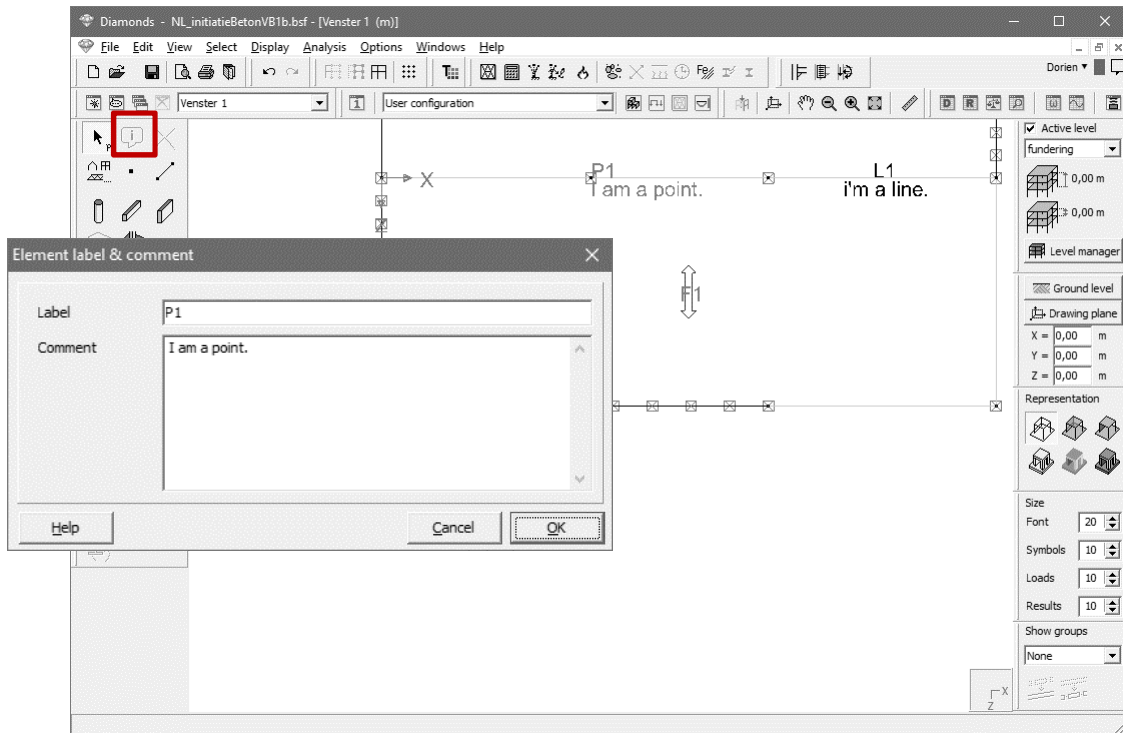 Diamonds - NL_initiatieBetonVB1b.bsf - [Venster 1 (m)]
File Edit View Select Display Analysis Options Windows Help
Dorien
Venster 1
1
User configuration
D R
Active level
fundering
0,00 m
0,00 m
Level manager
Ground level
Drawing plane
X = 0,00 m
Y = 0,00 m
Z = 0,00 m
Representation
Size
Font 20
Symbols 10
Loads 10
Results 10
Show groups
None
X
P1
I am a point.
L1
i'm a line.
F1
Element label & comment
Label P1
Comment I am a point.
Help Cancel OK
X
Z